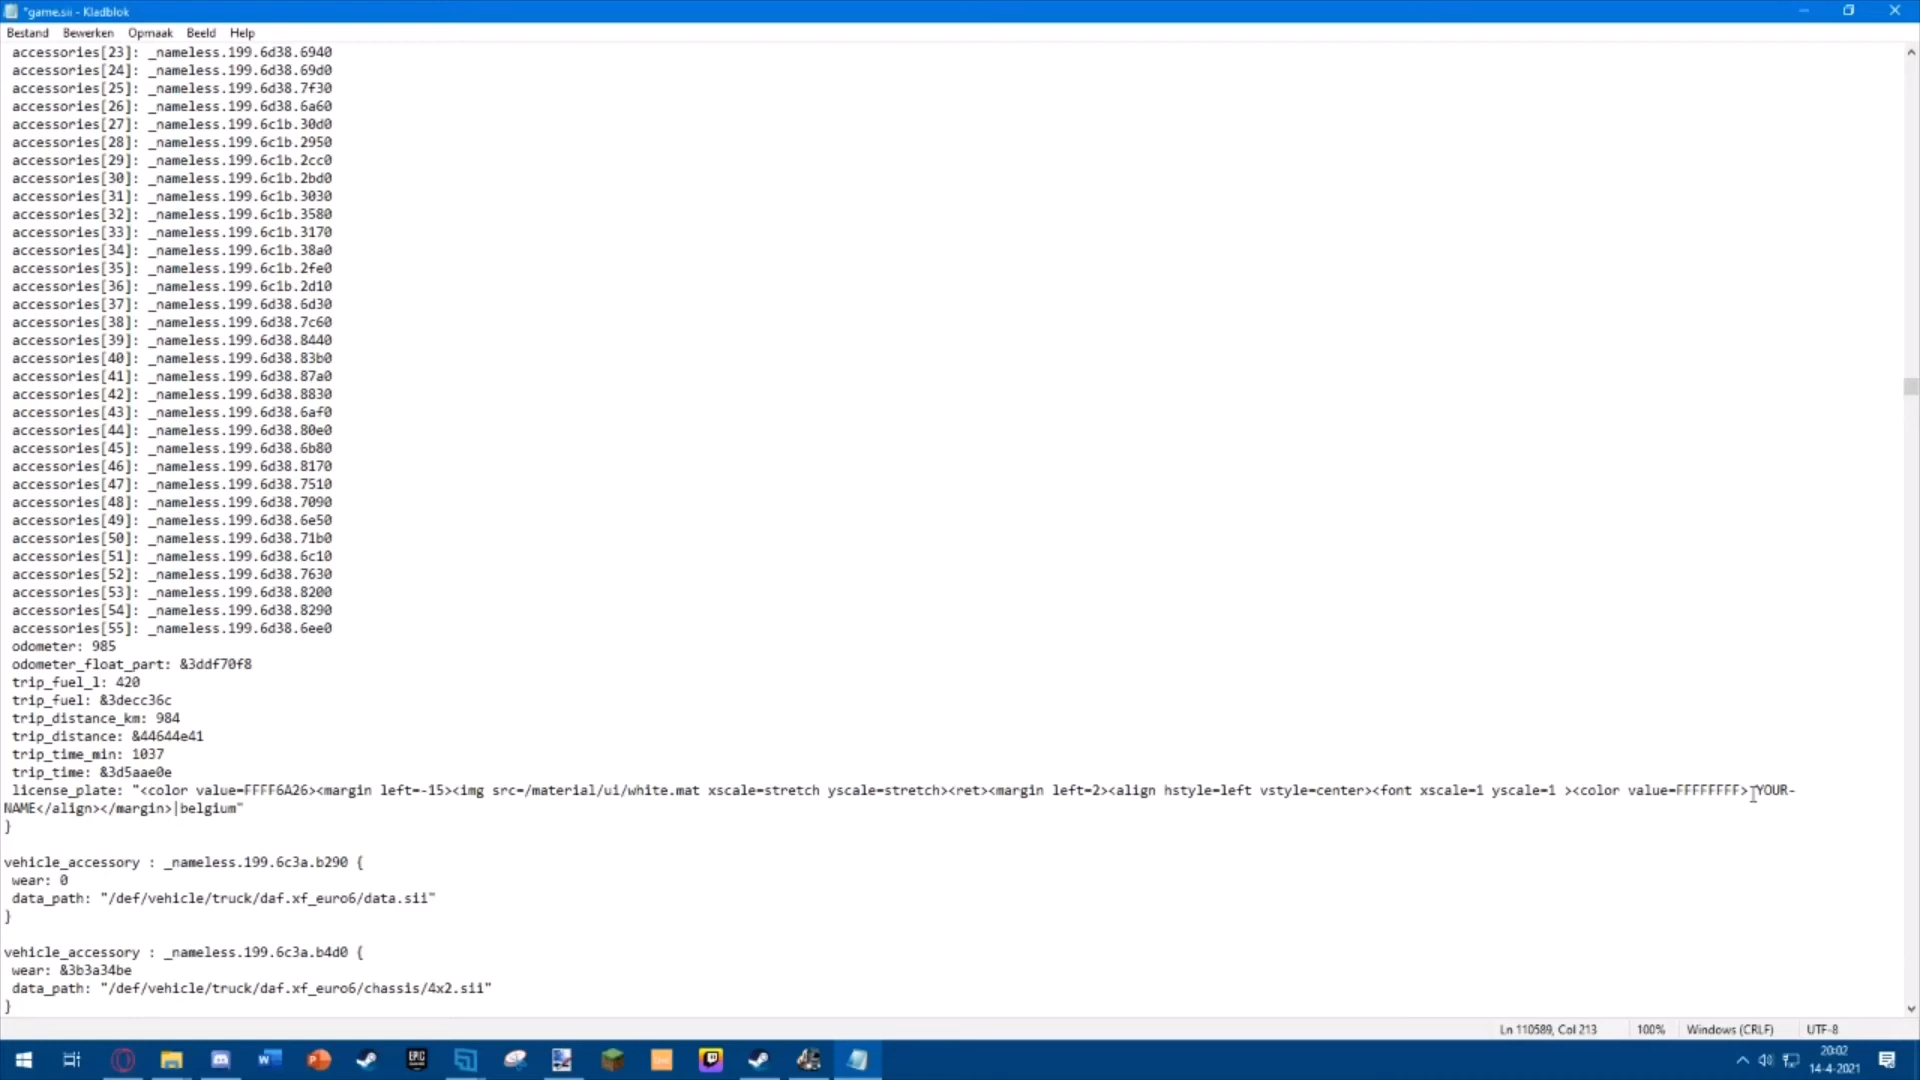 *game.sii - Kladblok
Bestand Bewerken Opmaak Beeld Help
accessories[23]: _nameless.199.6d38.6940
accessories[24]: _nameless.199.6d38.69d0
accessories[25]: _nameless.199.6d38.7f30
accessories[26]: _nameless.199.6d38.6a60
accessories[27]: _nameless.199.6c1b.30d0
accessories[28]: _nameless.199.6c1b.2950
accessories[29]: _nameless.199.6c1b.2cc0
accessories[30]: _nameless.199.6c1b.2bd0
accessories[31]: _nameless.199.6c1b.3030
accessories[32]: _nameless.199.6c1b.3580
accessories[33]: _nameless.199.6c1b.3170
accessories[34]: _nameless.199.6c1b.38a0
accessories[35]: _nameless.199.6c1b.2fe0
accessories[36]: _nameless.199.6c1b.2d10
accessories[37]: _nameless.199.6d38.6d30
accessories[38]: _nameless.199.6d38.7c60
accessories[39]: _nameless.199.6d38.8440
accessories[40]: _nameless.199.6d38.83b0
accessories[41]: _nameless.199.6d38.87a0
accessories[42]: _nameless.199.6d38.8830
accessories[43]: _nameless.199.6d38.6af0
accessories[44]: _nameless.199.6d38.80e0
accessories[45]: _nameless.199.6d38.6b80
accessories[46]: _nameless.199.6d38.8170
accessories[47]: _nameless.199.6d38.7510
accessories[48]: _nameless.199.6d38.7090
accessories[49]: _nameless.199.6d38.6e50
accessories[50]: _nameless.199.6d38.71b0
accessories[51]: _nameless.199.6d38.6c10
accessories[52]: _nameless.199.6d38.7630
accessories[53]: _nameless.199.6d38.8200
accessories[54]: _nameless.199.6d38.8290
accessories[55]: _nameless.199.6d38.6ee0
odometer: 985
odometer_float_part: &3ddf70f8
trip_fuel_l: 420
trip_fuel: &3decc36c
trip_distance_km: 984
trip_distance: &44644e41
trip_time_min: 1037
trip_time: &3d5aae0e
license_plate: "<color value=FFFF6A26><margin left=-15><img src=/material/ui/white.mat xscale=stretch yscale=stretch><ret><margin left=2><align hstyle=left vstyle=center><font xscale=1 yscale=1 ><color value=FFFFFFFF> YOUR-
NAME</align></margin>|belgium"
}
vehicle_accessory : _nameless.199.6c3a.b290 {
wear: 0
data_path: "/def/vehicle/truck/daf.xf_euro6/data.sii"
}
vehicle_accessory : _nameless.199.6c3a.b4d0 {
wear: &3b3a34be
data_path: "/def/vehicle/truck/daf.xf_euro6/chassis/4x2.sii"
}
Ln 110589, Col 213 100% Windows (CRLF) UTF-8
20:02
14-4-2021